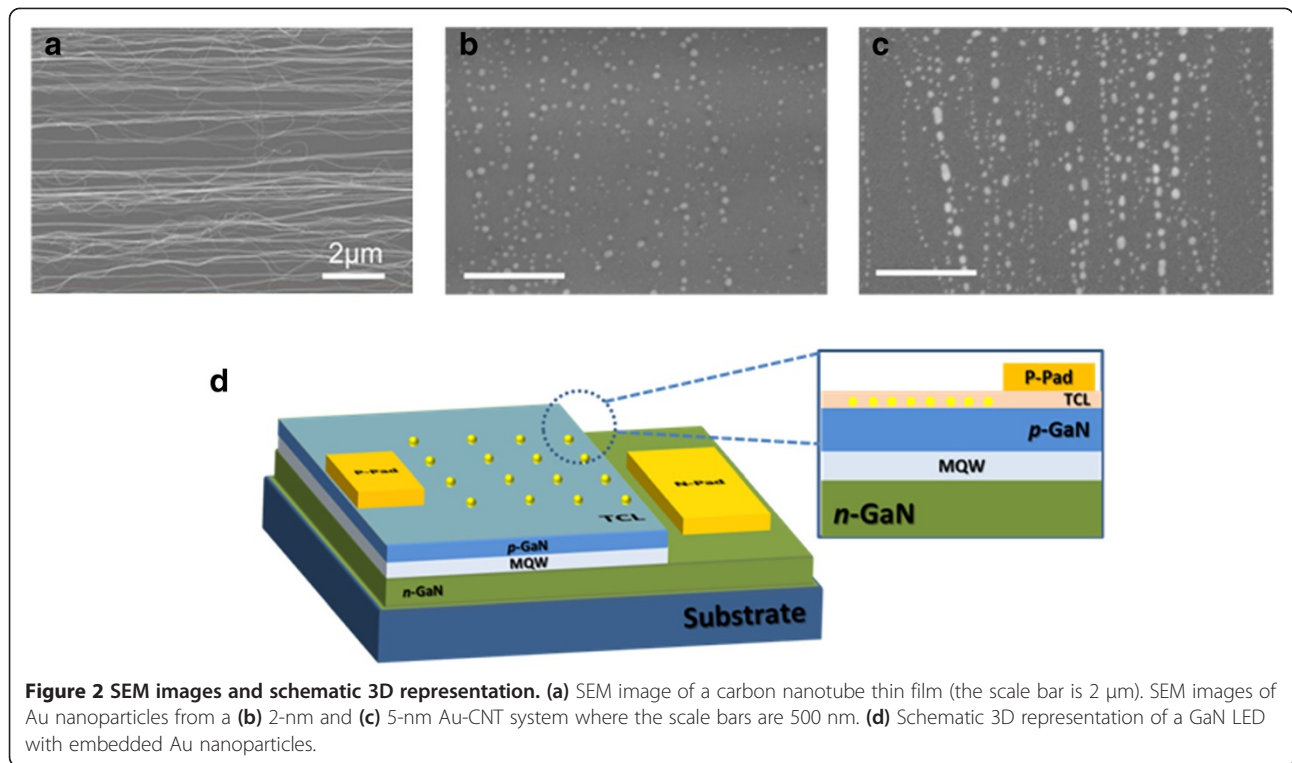 a
b
c
2μm
d
P-Pad
N-Pad
TCL
p-GaN
MQW
n-GaN
Substrate
P-Pad
TCL
p-GaN
MQW
n-GaN
Figure 2 SEM images and schematic 3D representation. (a) SEM image of a carbon nanotube thin film (the scale bar is 2 μm). SEM images of
Au nanoparticles from a (b) 2-nm and (c) 5-nm Au-CNT system where the scale bars are 500 nm. (d) Schematic 3D representation of a GaN LED
with embedded Au nanoparticles.